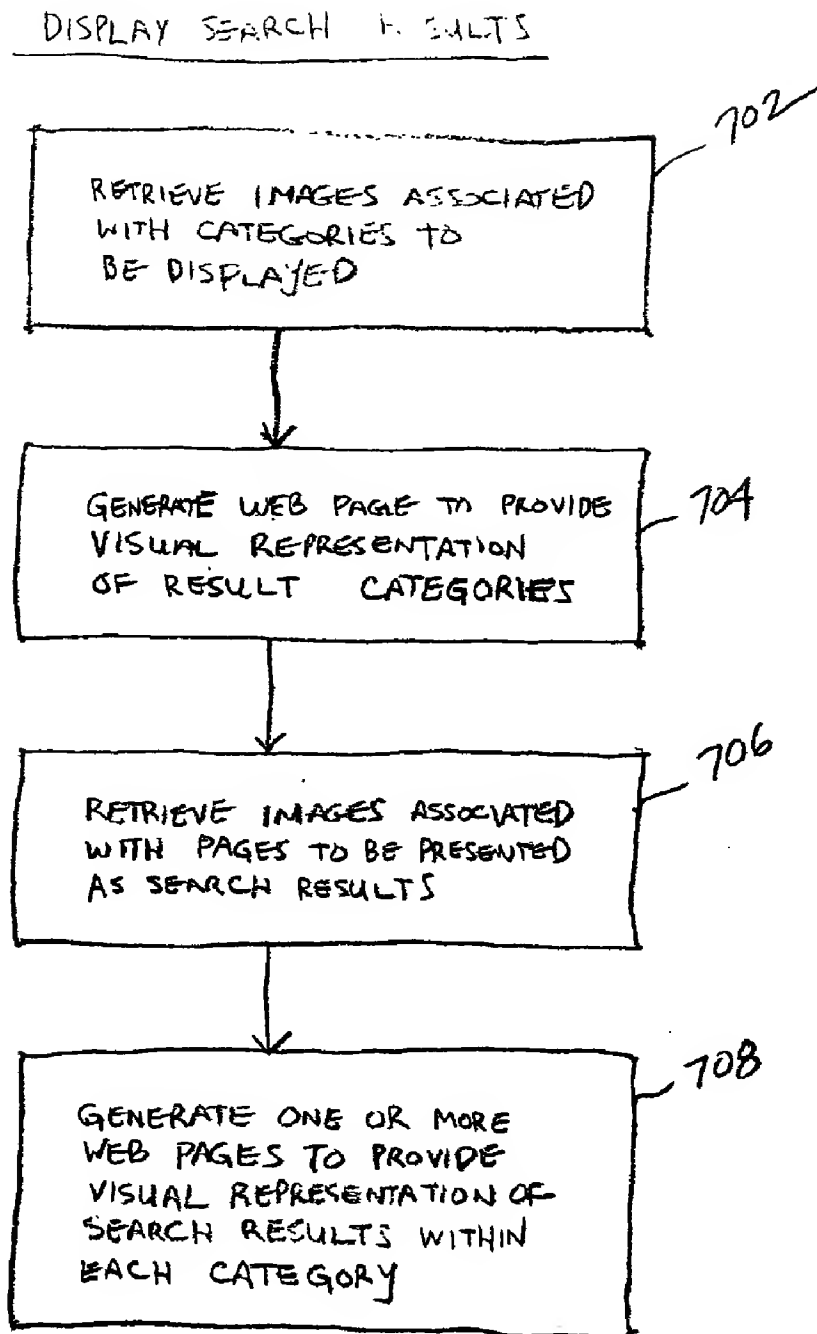 DISPLAY SEARCH
702
RETRIEVE IMAGES ASSOCIATED
WITH CATEGORIES TO
BE DISPLAYED
704
GENERATE WEB PAGE TO PROVIDE
VISUAL REPRESENTATION
OF RESULT CATEGORIES
706
RETRIEVE IMAGES ASSOCIATED
WITH PAGES TO BE PRESENTED
AS SEARCH RESULTS
708
GENERATE ONE OR MORE
WEB PAGES TO PROVIDE
VISUAL REPRESENTATION OF
SEARCH RESULTS WITHIN
EACH CATEGORY